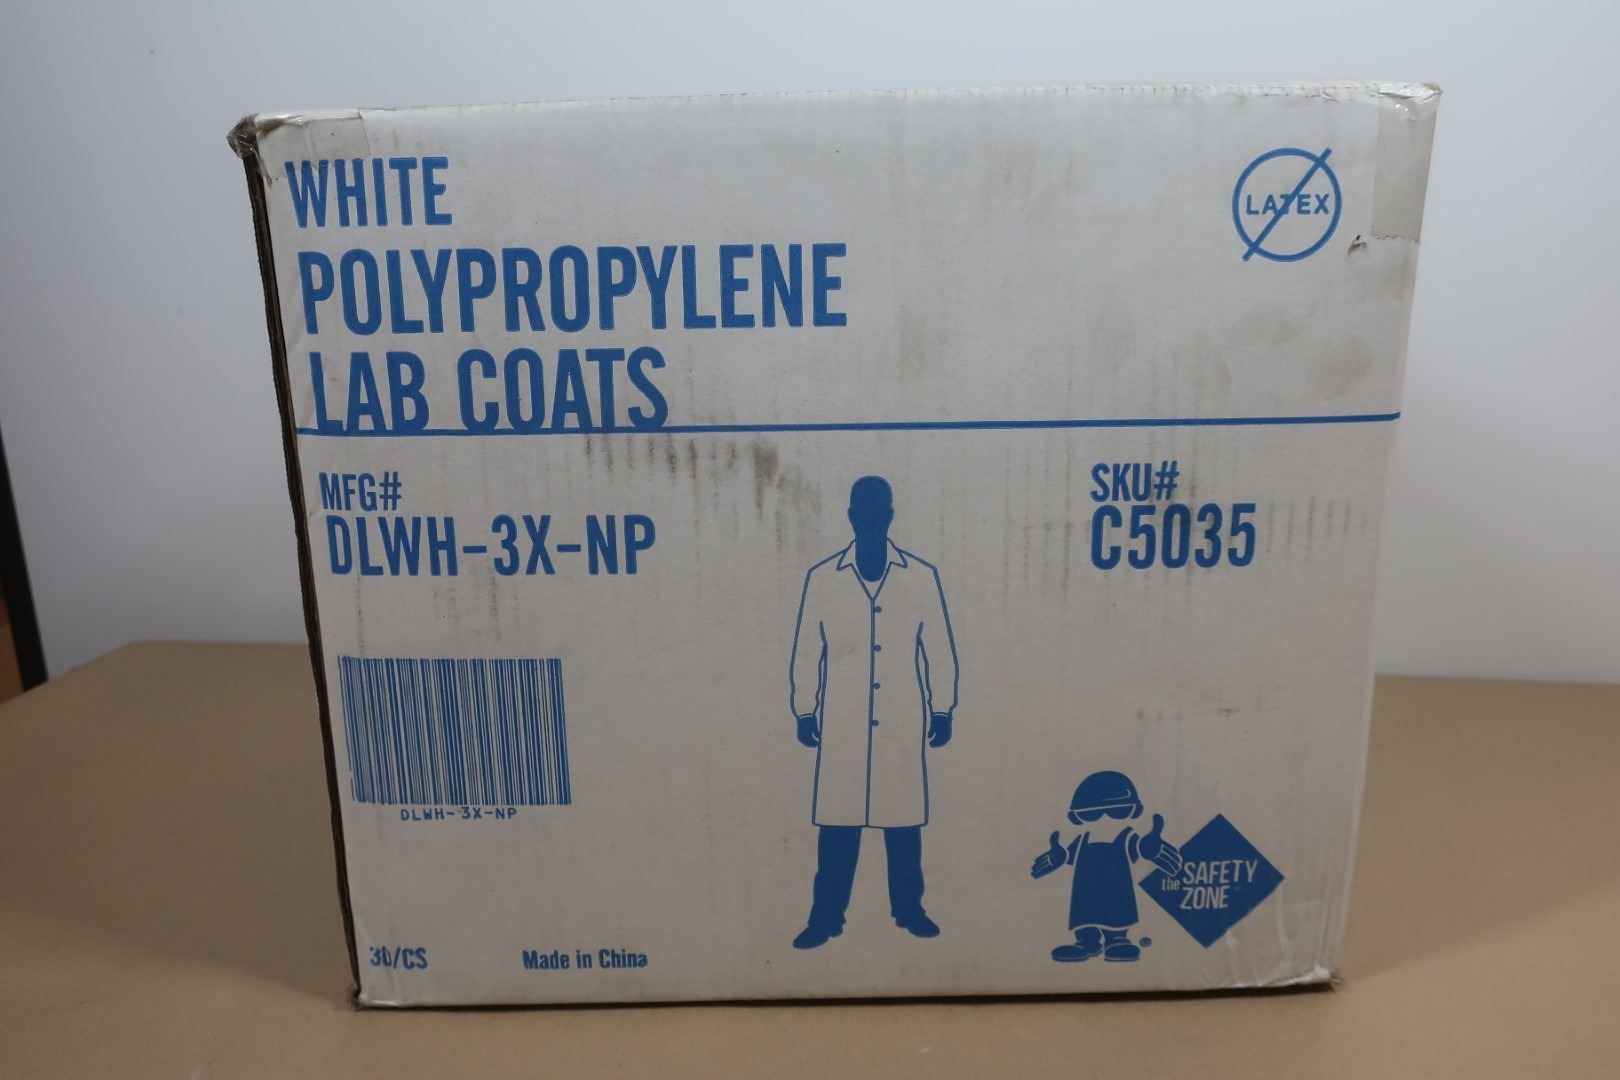 WHITE
POLYPROPYLENE
LAB COATS
LATEX
MFG#
DLWH-3X-NP
SKU#
C5035
DLWH-3X-NP
the SAFETY
ZONE
®
30/CS
Made in China